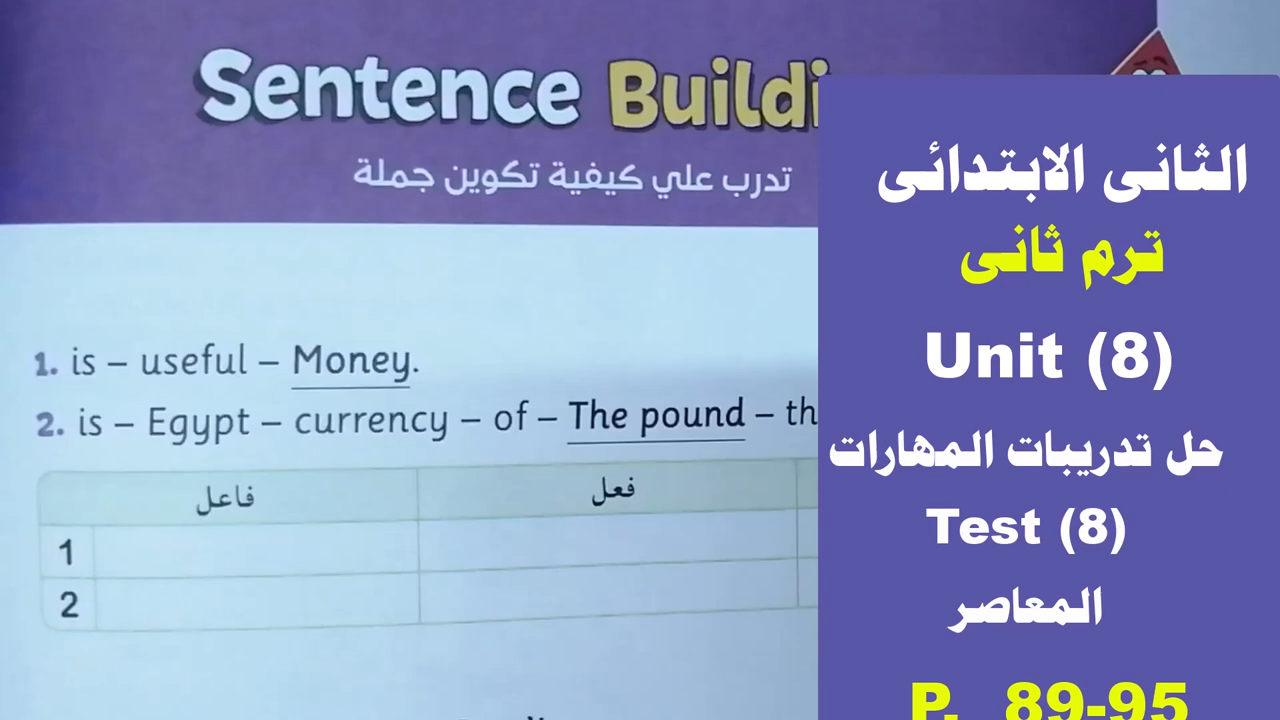 Sentence Buildi
تدرب علي كيفية تكوين جملة
1. is – useful – Money.
2. is – Egypt – currency – of – The pound – th
فاعل
فعل
1
2
الثانى الابتدائى
ترم ثانى
Unit (8)
حل تدريبات المهارات
Test (8)
المعاصر
P. 89-95